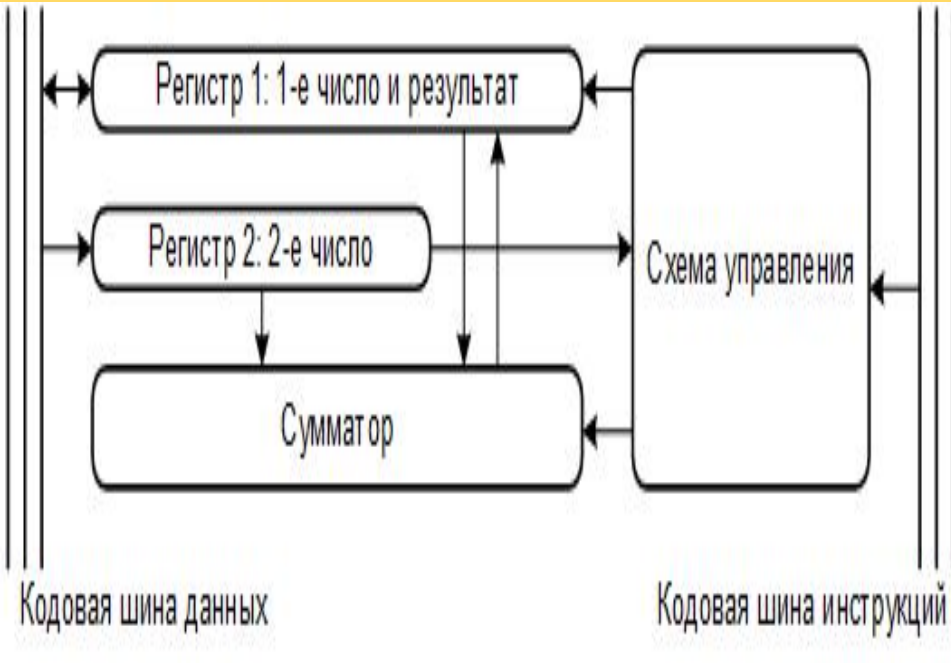 Регистр 1: 1-е число и результат
Регистр 2: 2-е число
Схема управления
Сумматор
Кодовая шина данных
Кодовая шина инструкций